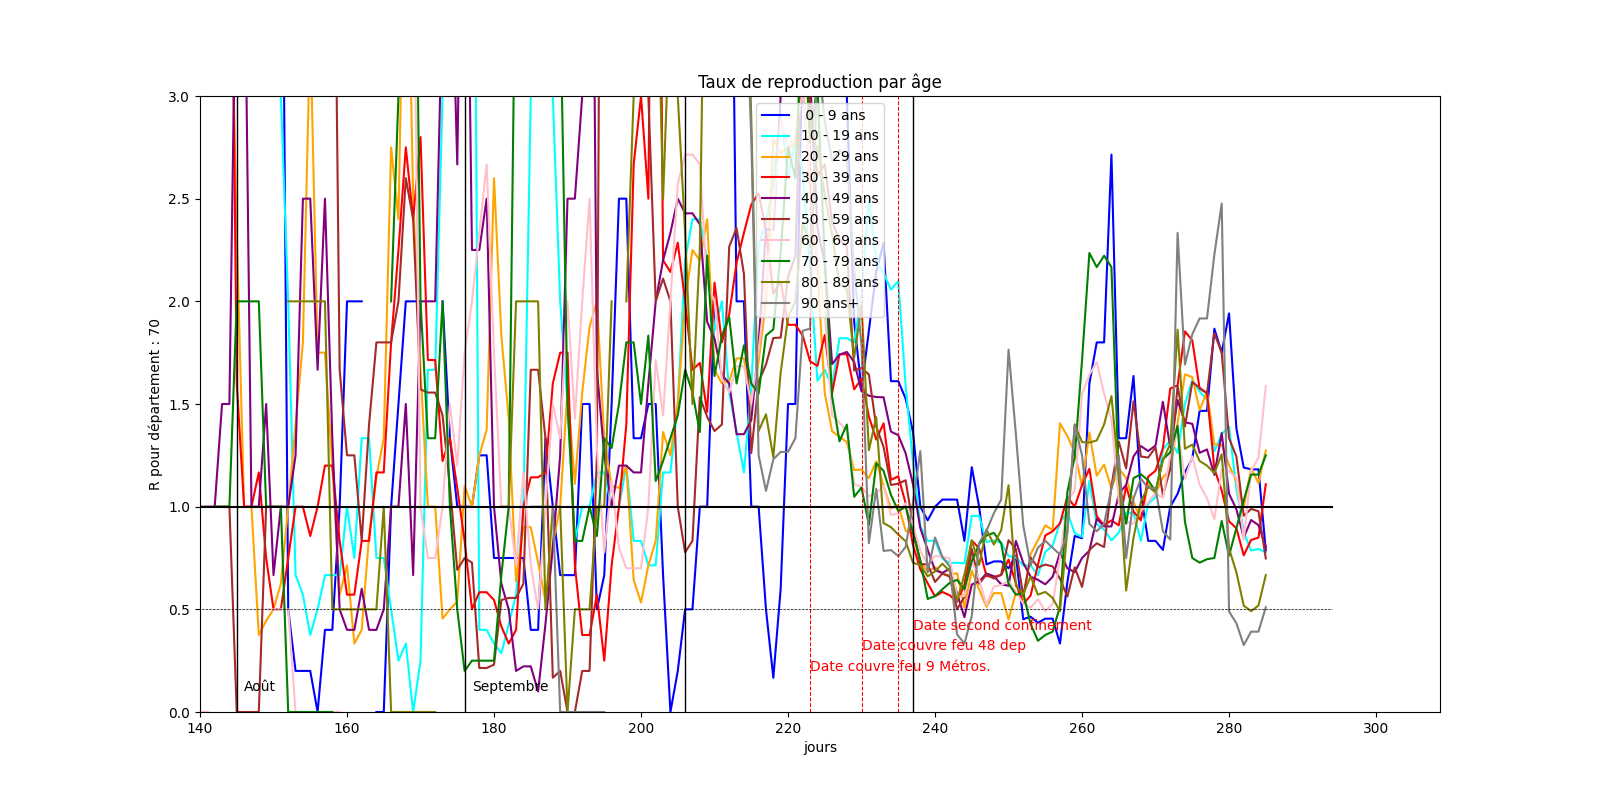 Taux de reproduction par âge
R pour département : 70
3.0
2.5
2.0
1.5
1.0
0.5
0.0
0 - 9 ans
10 - 19 ans
20 - 29 ans
30 - 39 ans
40 - 49 ans
50 - 59 ans
60 - 69 ans
70 - 79 ans
80 - 89 ans
90 ans+
Date second confinement
Date couvre feu 48 dep
Date couvre feu 9 Métros.
Août
Septembre
140 160 180 200 220 240 260 280 300
jours